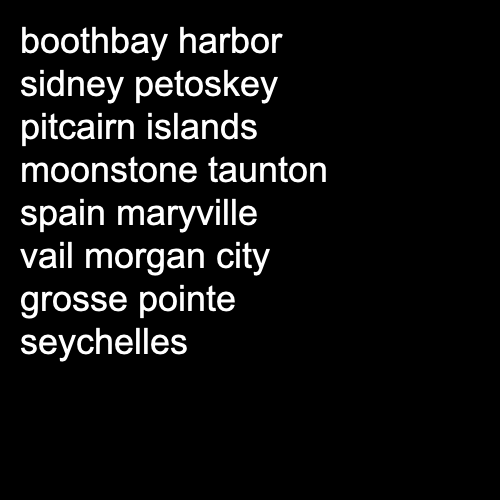 boothbay harbor
sidney petoskey
pitcairn islands
moonstone taunton
spain maryville
vail morgan city
grosse pointe
seychelles